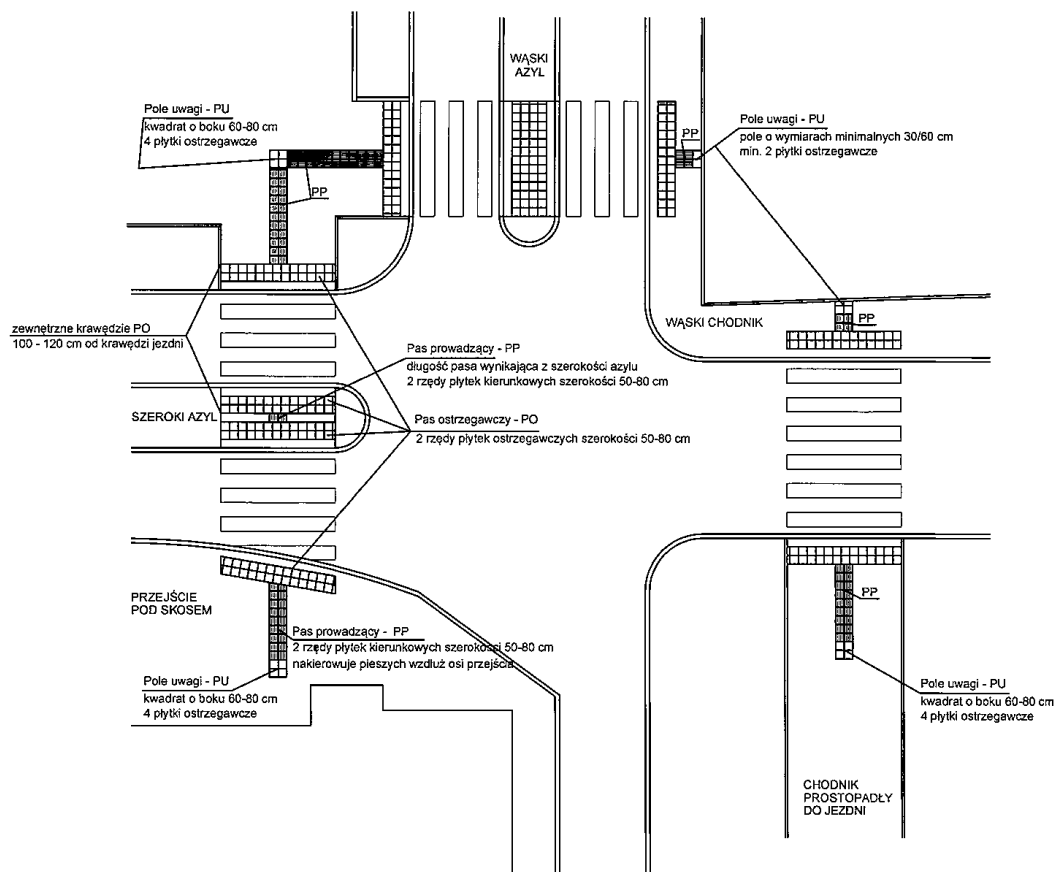 WĄSKI
AZYL
Pole uwagi - PU
kwadrat o boku 60-80 cm
4 płytki ostrzegawcze
PP
PP
Pole uwagi - PU
pole o wymiarach minimalnych 30/60 cm
min. 2 płytki ostrzegawcze
zewnętrzne krawędzie PO
100 - 120 cm od krawędzi jezdni
WĄSKI CHODNIK
PP
Pas prowadzący - PP
długość pasa wynikająca z szerokości azylu
2 rzędy płytek kierunkowych szerokości 50-80 cm
SZEROKI AZYL
Pas ostrzegawczy - PO
2 rzędy płytek ostrzegawczych szerokości 50-80 cm
PRZEJŚCIE
POD SKOSEM
PP
Pas prowadzący - PP
2 rzędy płytek kierunkowych szerokości 50-80 cm
nakierowuje pieszych wzdłuż osi przejścia
Pole uwagi - PU
kwadrat o boku 60-80 cm
4 płytki ostrzegawcze
Pole uwagi - PU
kwadrat o boku 60-80 cm
4 płytki ostrzegawcze
CHODNIK
PROSTOPADŁY
DO JEZDNI